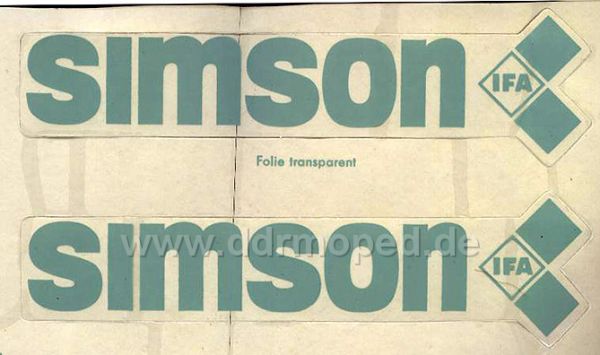 simson IFA
Folie transparent
www.ddrmoped.de
simson IFA